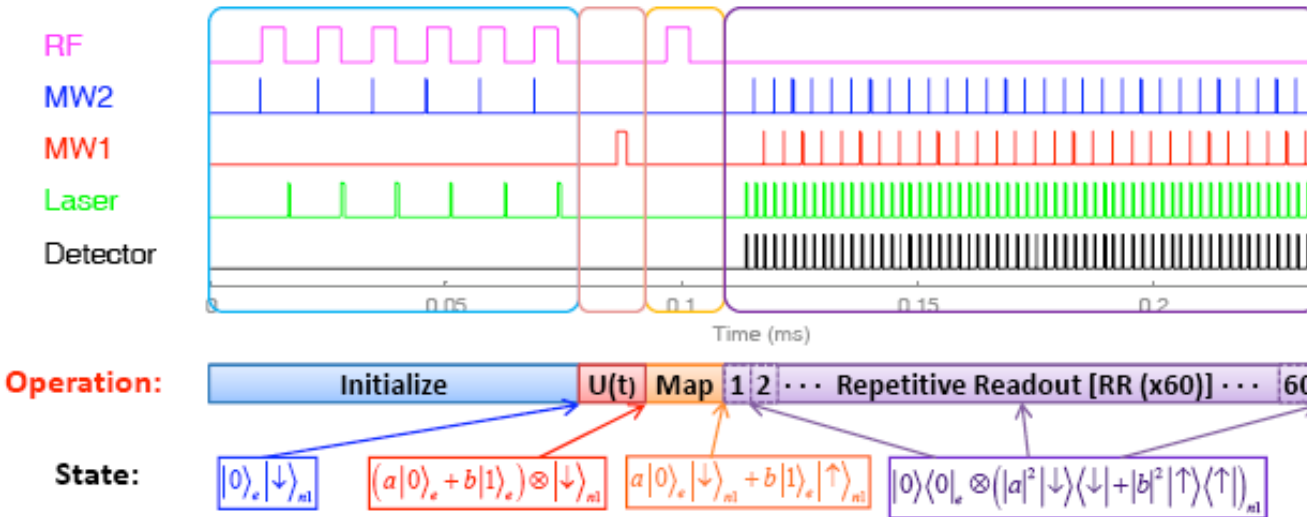 RF
MW2
MW1
Laser
Detector
0 0.05 0.1 0.15 0.2
Time (ms)
Operation: Initialize U(t) Map 1 2 ··· Repetitive Readout [RR (x60)] ··· 60
State: |0⟩ₑ|↓⟩ₙ₁ (a|0⟩ₑ+b|1⟩ₑ)⊗|↓⟩ₙ₁ a|0⟩ₑ|↓⟩ₙ₁+b|1⟩ₑ|↑⟩ₙ₁ |0⟩⟨0|ₑ⊗(|a|²|↓⟩⟨↓|+|b|²|↑⟩⟨↑|)ₙ₁